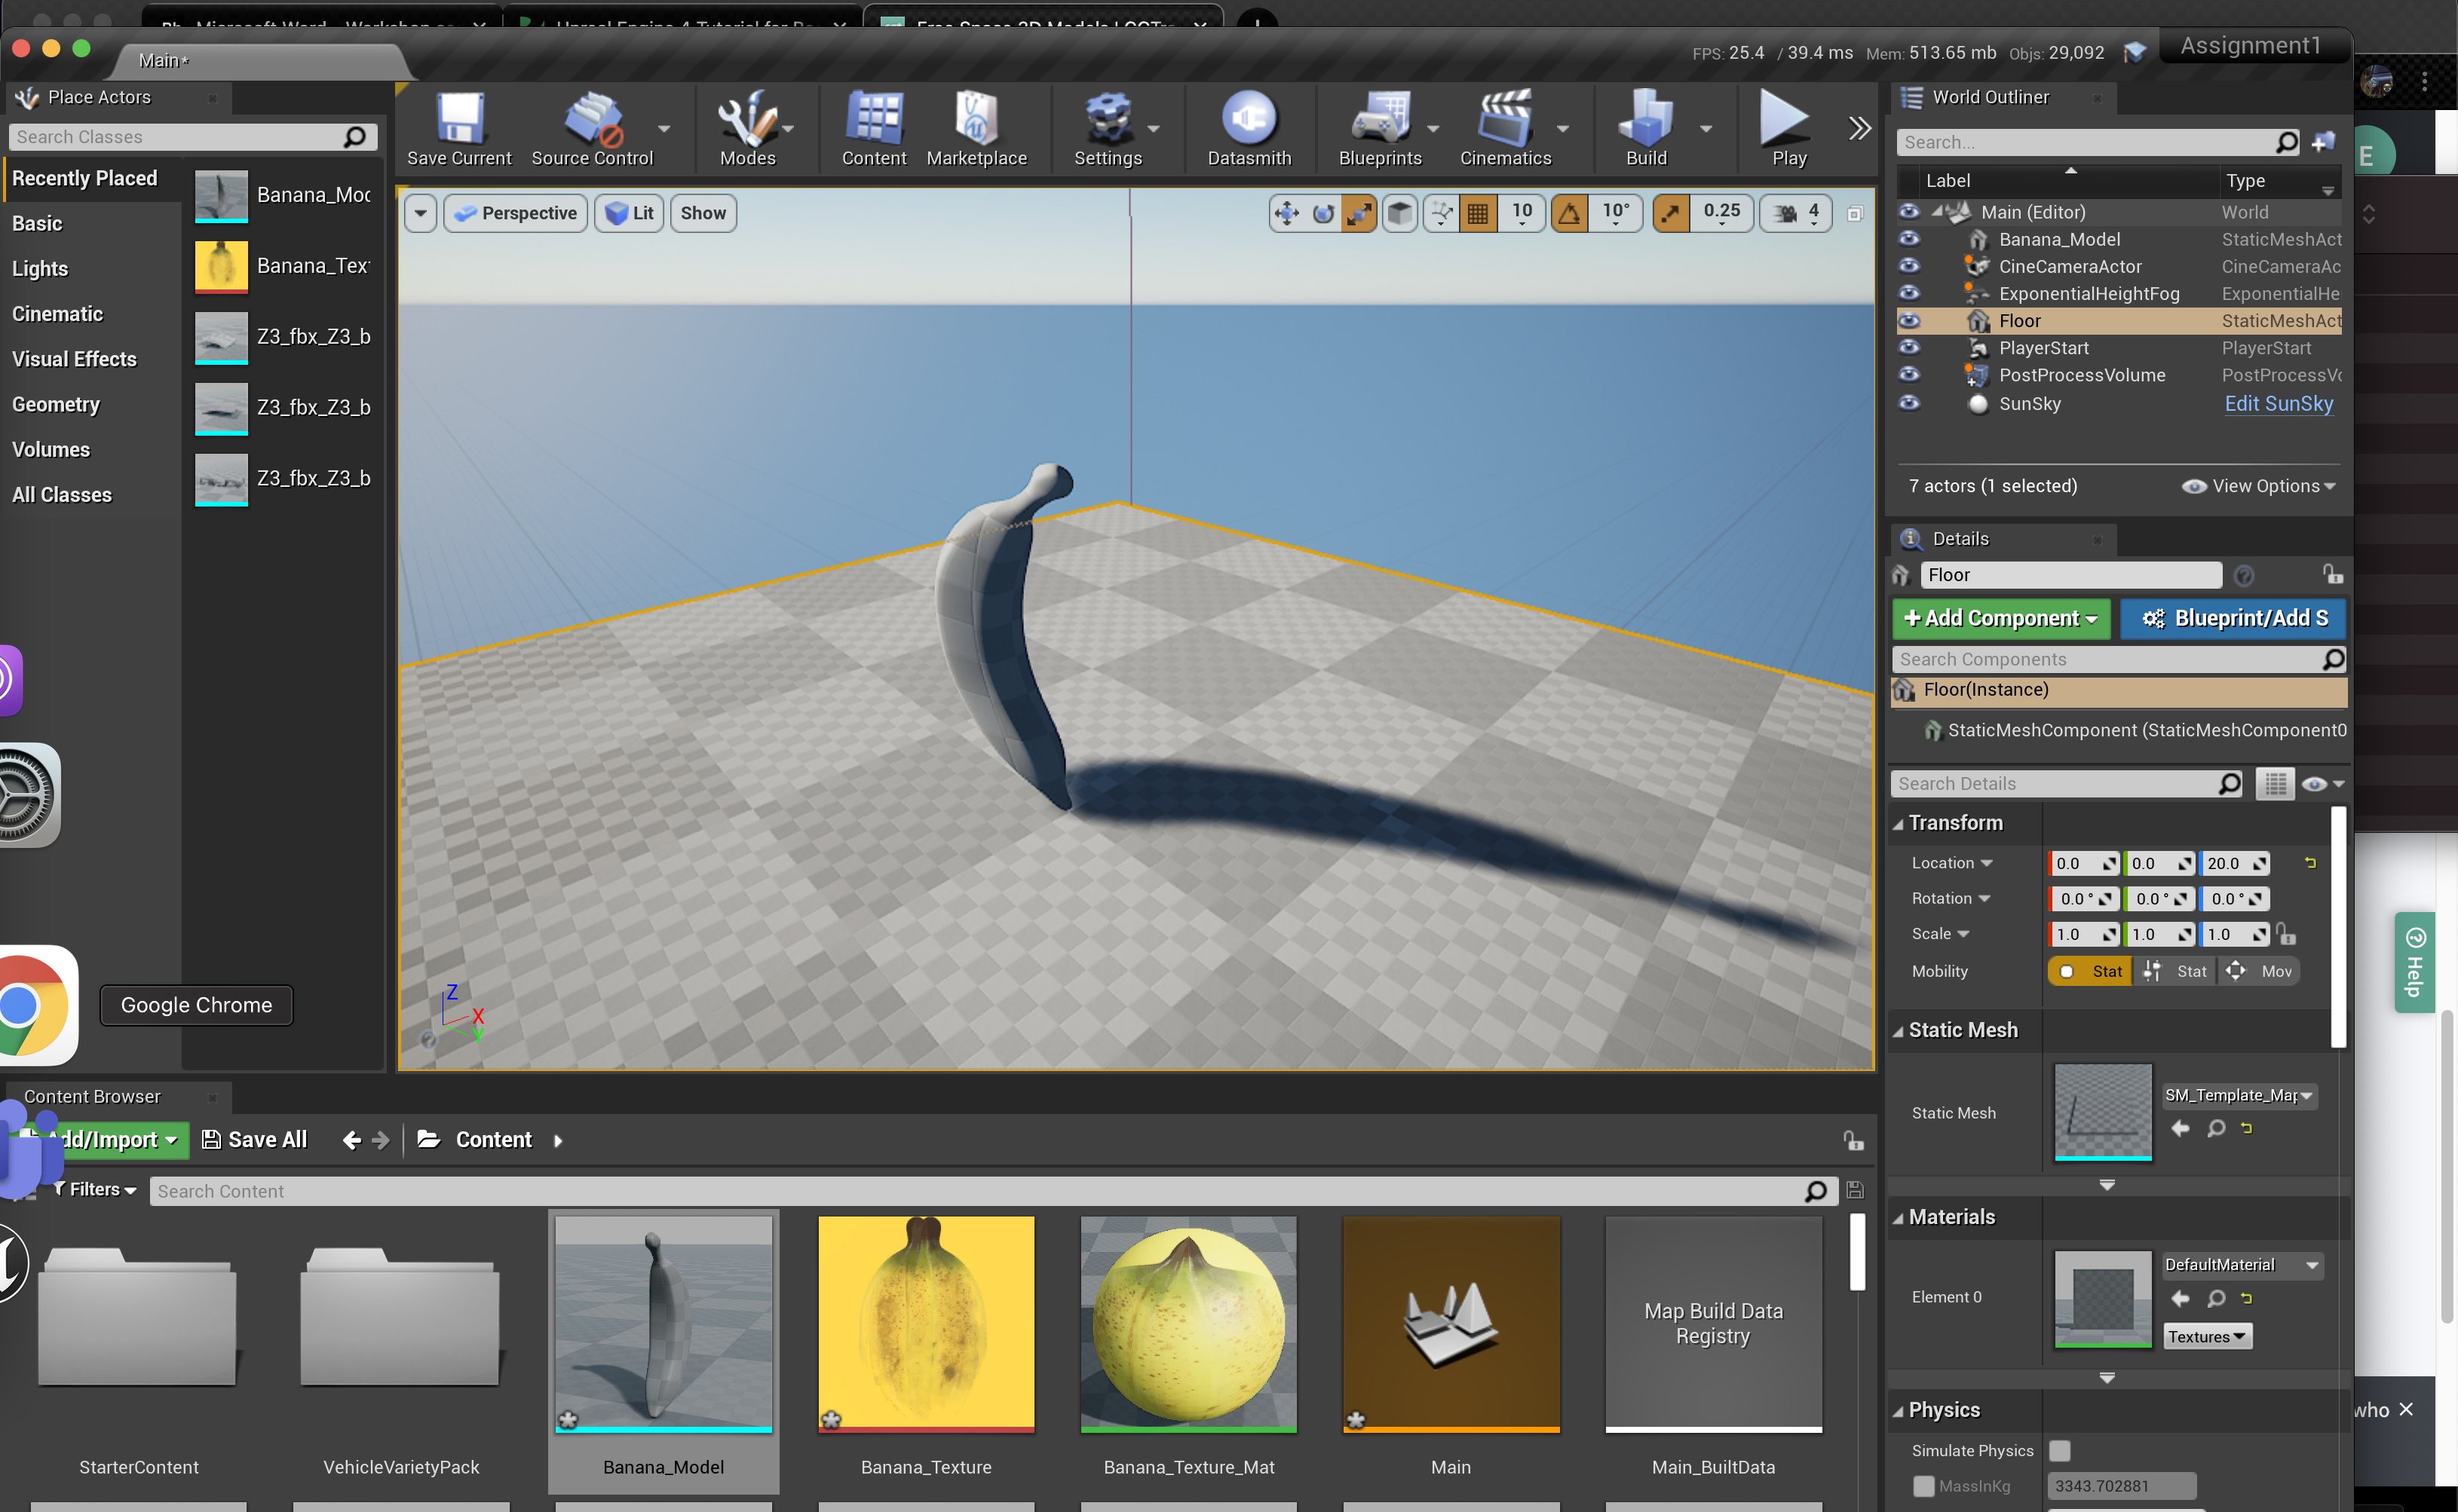 Main*
FPS: 25.4 / 39.4 ms Mem: 513.65 mb Objs: 29,092
Assignment1
Place Actors
Search Classes
Recently Placed
Basic
Lights
Cinematic
Visual Effects
Geometry
Volumes
All Classes
Banana_Mod
Banana_Text
Z3_fbx_Z3_b
Z3_fbx_Z3_b
Z3_fbx_Z3_b
Save Current
Source Control
Modes
Content
Marketplace
Settings
Datasmith
Blueprints
Cinematics
Build
Play
Perspective
Lit
Show
10
10°
0.25
4
Z
X
Y
Google Chrome
World Outliner
Search...
Label Type
Main (Editor) World
Banana_Model StaticMeshAct
CineCameraActor CineCameraAc
ExponentialHeightFog ExponentialHe
Floor StaticMeshAct
PlayerStart PlayerStart
PostProcessVolume PostProcessVo
SunSky Edit SunSky
7 actors (1 selected)
View Options
E
Details
Floor
+Add Component
Blueprint/Add S
Search Components
Floor(Instance)
StaticMeshComponent (StaticMeshComponent0
Search Details
Transform
Location 0.0 0.0 20.0
Rotation 0.0 ° 0.0 ° 0.0 °
Scale 1.0 1.0 1.0
Mobility Stat Stat Mov
Static Mesh
Static Mesh
SM_Template_Map
Materials
Element 0
DefaultMaterial
Textures
Physics
Simulate Physics
MassInKg 3343.702881
Help
who
Content Browser
dd/Import
Save All
Content
Filters
Search Content
Map Build Data
Registry
StarterContent
VehicleVarietyPack
Banana_Model
Banana_Texture
Banana_Texture_Mat
Main
Main_BuiltData